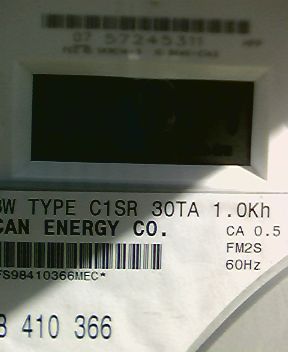 07 57245311
3W TYPE C1SR 30TA 1.0Kh
CAN ENERGY CO.
CA 0.5
FM2S
60Hz
FS98410366MEC*
8 410 366